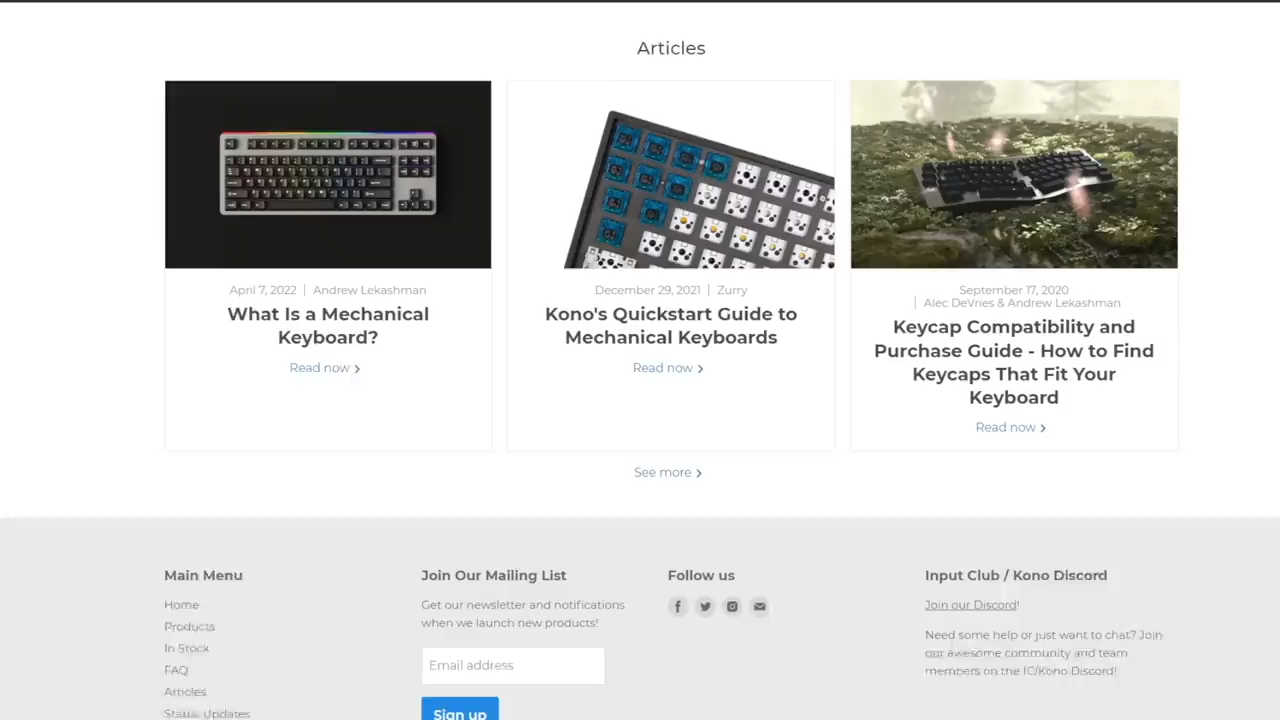 Articles
April 7, 2022 | Andrew Lekashman
What Is a Mechanical
Keyboard?
Read now
December 29, 2021 | Zurry
Kono's Quickstart Guide to
Mechanical Keyboards
Read now
September 17, 2020
| Alec DeVries & Andrew Lekashman
Keycap Compatibility and
Purchase Guide - How to Find
Keycaps That Fit Your
Keyboard
Read now
See more
Main Menu
Home
Products
In Stock
FAQ
Articles
Status Updates
Join Our Mailing List
Get our newsletter and notifications
when we launch new products!
Email address
Sign up
Follow us
Input Club / Kono Discord
Join our Discord!
Need some help or just want to chat? Join
our awesome community and team
members on the IC/Kono Discord!